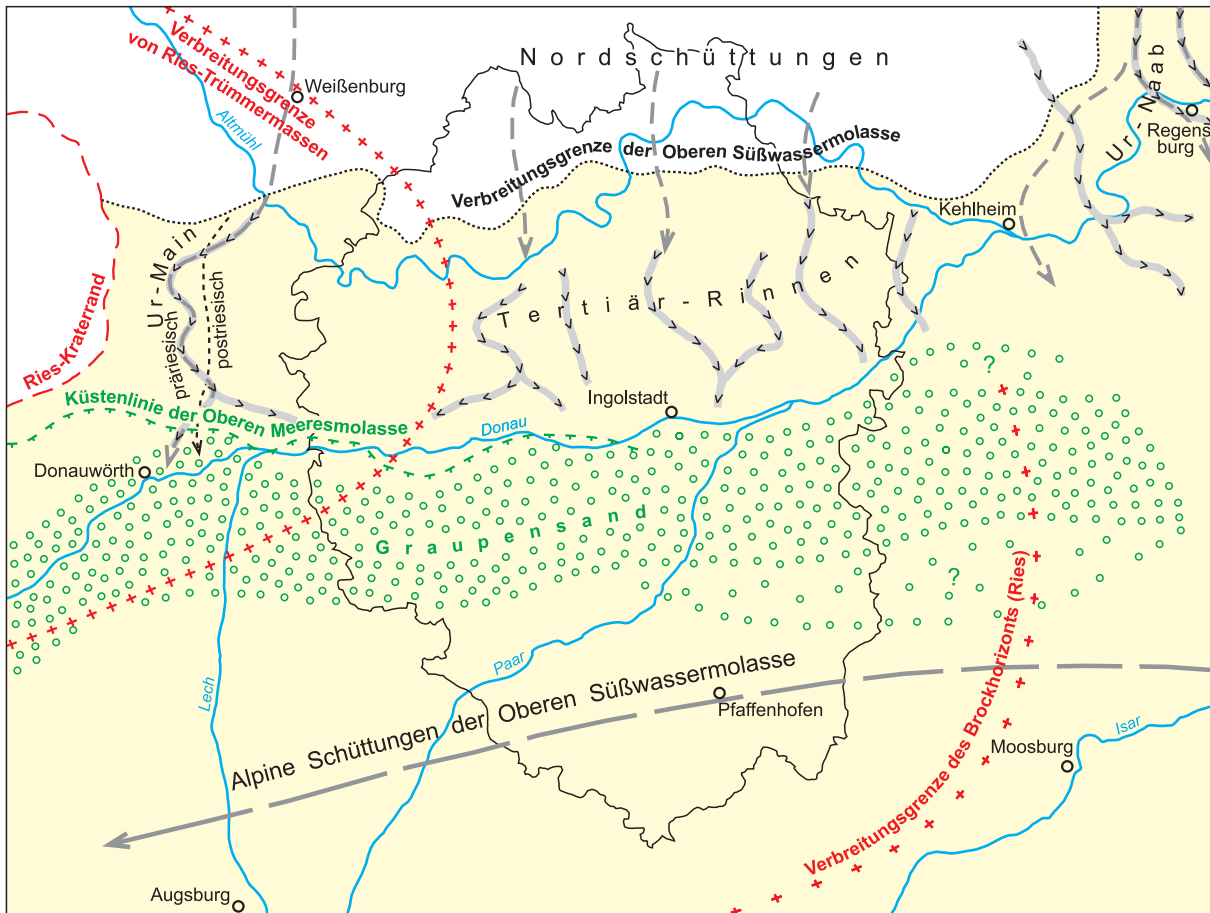 Nordschüttungen
Verbreitungsgrenze
von Ries-Trümmermassen
Weißenburg
Altmühl
Ur-Naab
Regens
burg
Verbreitungsgrenze der Oberen Süßwassermolasse
Kehlheim
Ur-Main
präriesisch
postriesisch
Tertiär-Rinnen
Ries-Kraterrand
Küstenlinie der Oberen Meeresmolasse
Ingolstadt
Donau
?
Donauwörth
Graupensand
?
Lech
Paar
Alpine Schüttungen der Oberen Süßwassermolasse
Pfaffenhofen
Verbreitungsgrenze des Brockhorizonts (Ries)
Moosburg
Isar
Augsburg